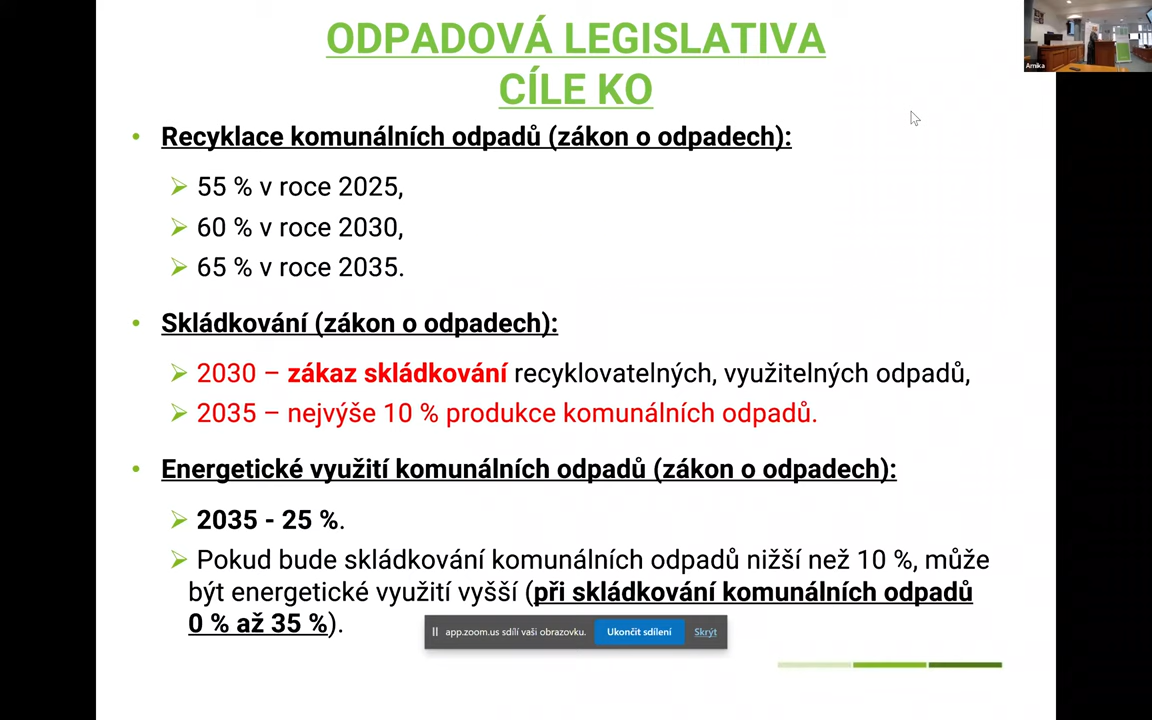 ODPADOVÁ LEGISLATIVA
CÍLE KO
Arnika
• Recyklace komunálních odpadů (zákon o odpadech):
➢ 55 % v roce 2025,
➢ 60 % v roce 2030,
➢ 65 % v roce 2035.
• Skládkování (zákon o odpadech):
➢ 2030 – zákaz skládkování recyklovatelných, využitelných odpadů,
➢ 2035 – nejvýše 10 % produkce komunálních odpadů.
• Energetické využití komunálních odpadů (zákon o odpadech):
➢ 2035 - 25 %.
➢ Pokud bude skládkování komunálních odpadů nižší než 10 %, může
být energetické využití vyšší (při skládkování komunálních odpadů
0 % až 35 %).
app.zoom.us sdílí vaši obrazovku. Ukončit sdílení Skrýt